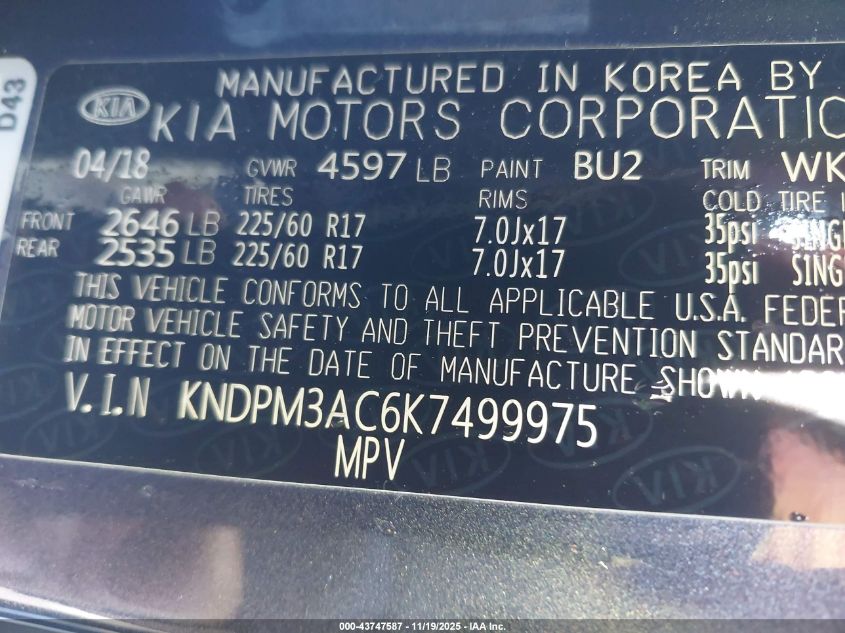 D43
MANUFACTURED IN KOREA BY
KIA KIA MOTORS CORPORATIO
04/18 GVWR 4597 LB PAINT BU2 TRIM WK
GAWR TIRES RIMS COLD TIRE
FRONT 2646 LB 225/60 R17 7.0Jx17 35psi SINGL
REAR 2535 LB 225/60 R17 7.0Jx17 35psi SING
THIS VEHICLE CONFORMS TO ALL APPLICABLE U.S.A. FEDER
MOTOR VEHICLE SAFETY AND THEFT PREVENTION STANDAR
IN EFFECT ON THE DATE OF MANUFACTURE SHOWN
V.I.N KNDPM3AC6K7499975
MPV
000-43747587 - 11/19/2025 - IAA Inc.